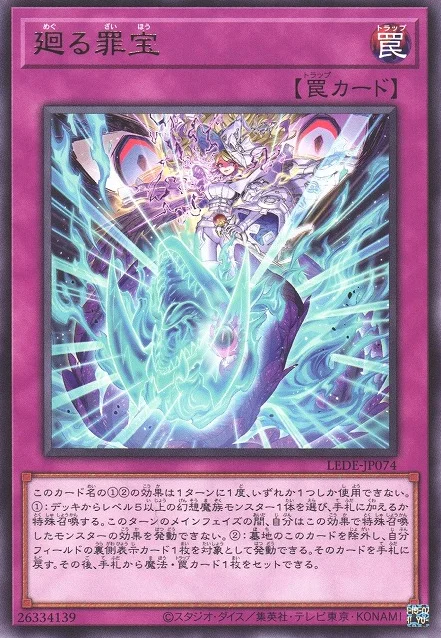 廻る罪宝
罠
【罠カード】
LEDE-JP074
このカード名の①②の効果は1ターンに1度、いずれか1つしか使用できない。
①:デッキからレベル5以上の幻想魔族モンスター1体を選び、手札に加えるか
特殊召喚する。このターンのメインフェイズの間、自分はこの効果で特殊召喚
したモンスターの効果を発動できない。②:墓地のこのカードを除外し、自分
フィールドの裏側表示カード1枚を対象として発動できる。そのカードを手札に
戻す。その後、手札から魔法・罠カード1枚をセットできる。
26334139
©スタジオ・ダイス/集英社・テレビ東京・KONAMI